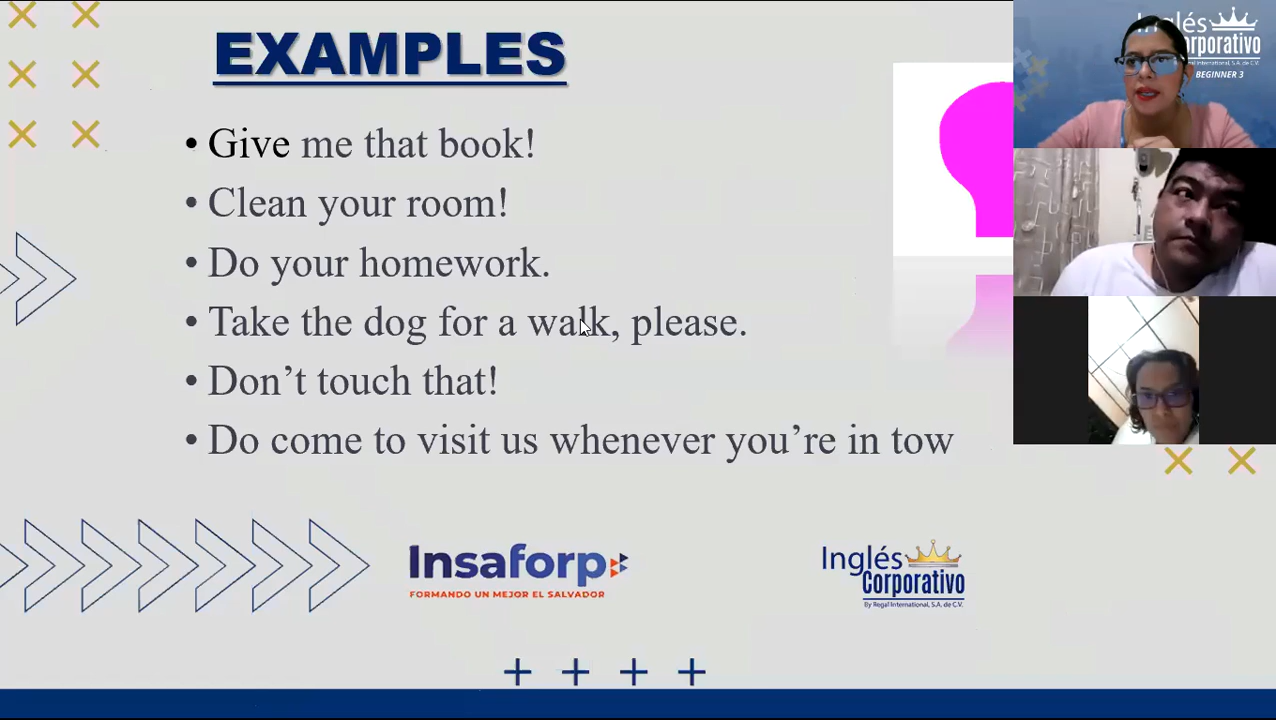 EXAMPLES
• Give me that book!
• Clean your room!
• Do your homework.
• Take the dog for a walk, please.
• Don't touch that!
• Do come to visit us whenever you're in tow
Insaforp
FORMANDO UN MEJOR EL SALVADOR
Inglés
Corporativo
By Regal International, S.A. de C.V.
Inglés
orporativo
al International, S.A. de C.V.
BEGINNER 3